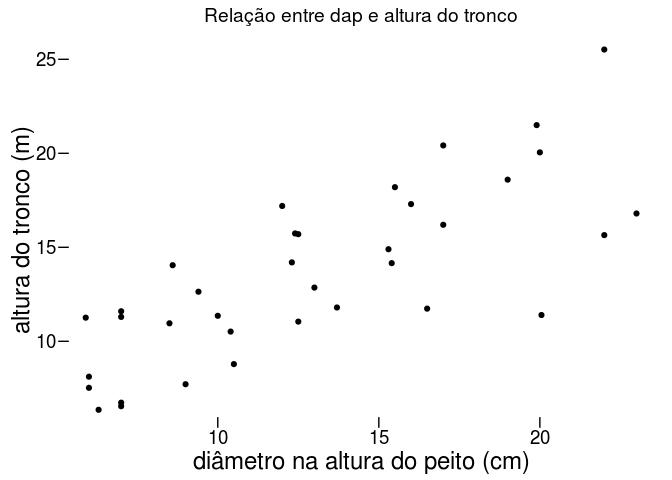 Relação entre dap e altura do tronco
altura do tronco (m)
25
20
15
10
10 15 20
diâmetro na altura do peito (cm)